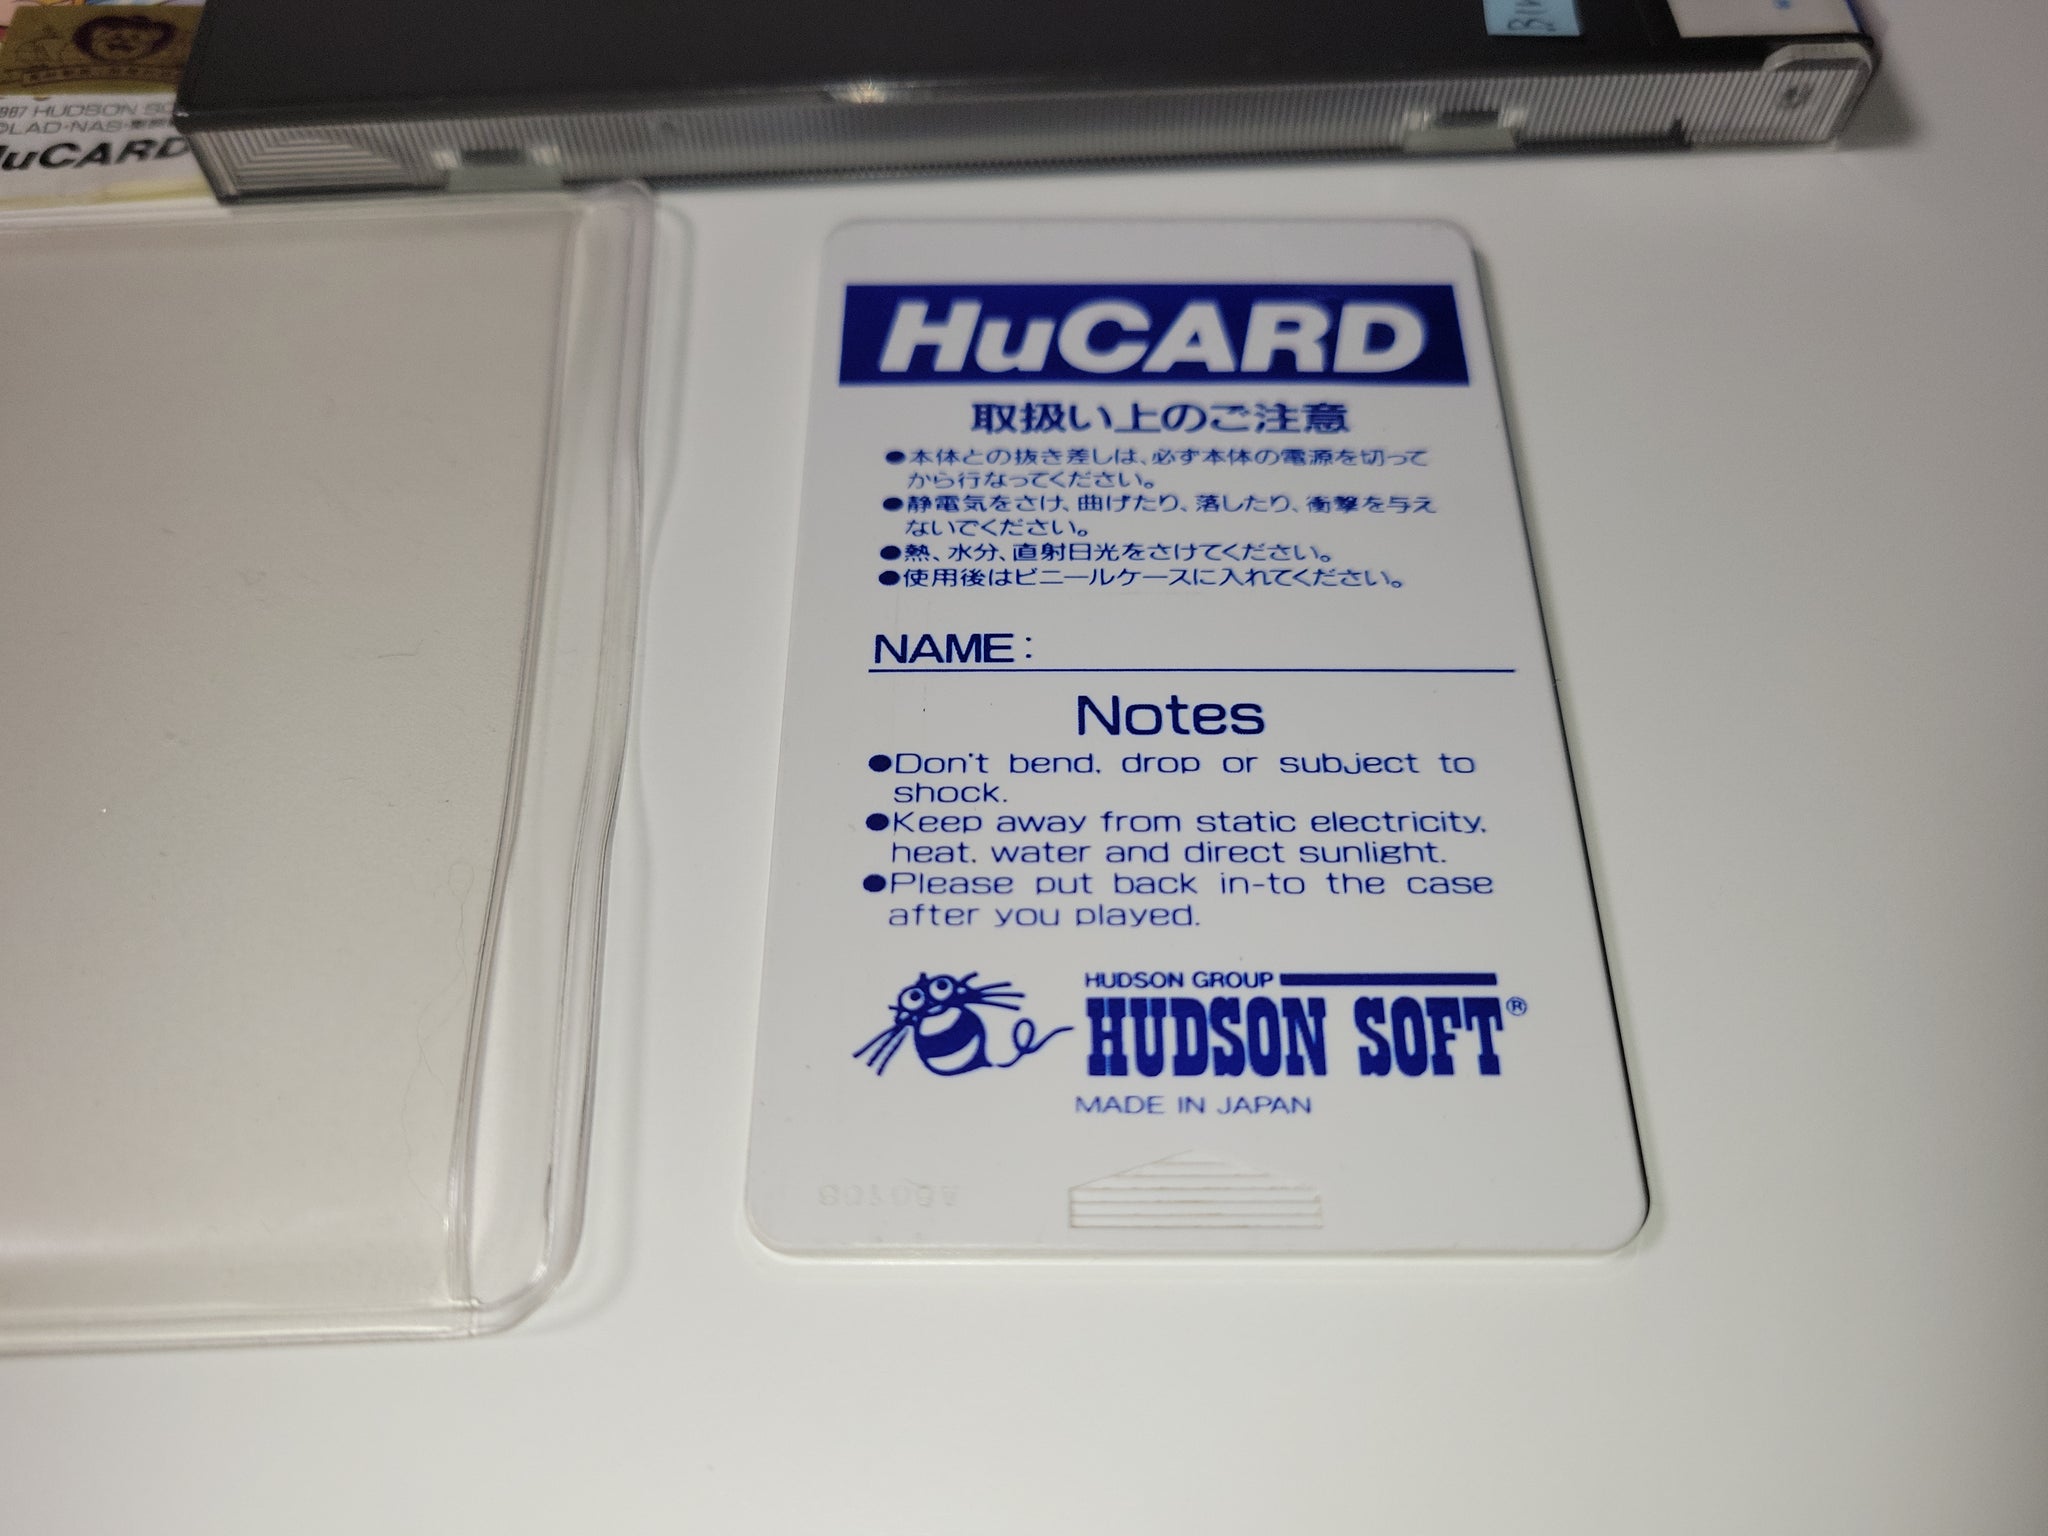 1987 HUDSON
LAD・NAS・
HuCARD
HuCARD
取扱い上のご注意
●本体との抜き差しは、必ず本体の電源を切って
から行なってください。
●静電気をさけ、曲げたり、落したり、衝撃を与え
ないでください。
●熱、水分、直射日光をさけてください。
●使用後はビニールケースに入れてください。
NAME:
Notes
●Don't bend, drop or subject to
shock.
●Keep away from static electricity,
heat, water and direct sunlight.
●Please put back in-to the case
after you played.
HUDSON GROUP
HUDSON SOFT®
MADE IN JAPAN